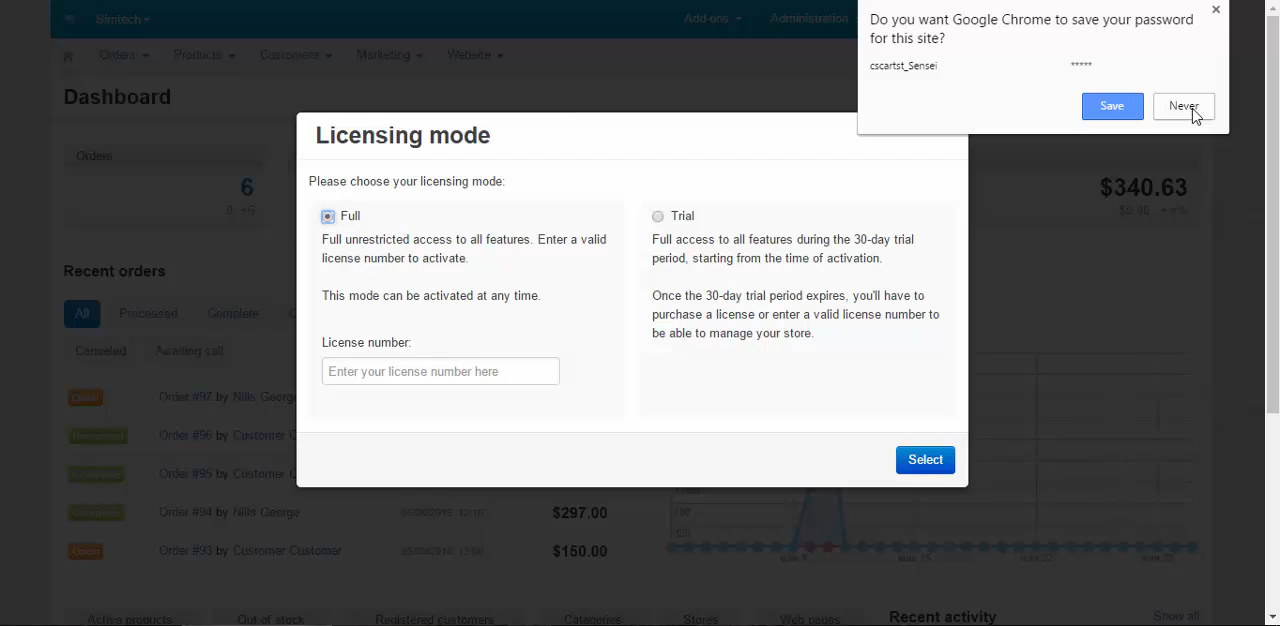 Simtech
Add-ons
Administration
Orders
Products
Customers
Marketing
Website
Dashboard
Do you want Google Chrome to save your password
for this site?
cscartst_Sensei *****
Save
Never
Orders
6
$340.63
Licensing mode
Please choose your licensing mode:
Full
Full unrestricted access to all features. Enter a valid
license number to activate.
This mode can be activated at any time.
License number:
Enter your license number here
Trial
Full access to all features during the 30-day trial
period, starting from the time of activation.
Once the 30-day trial period expires, you'll have to
purchase a license or enter a valid license number to
be able to manage your store.
Select
Recent orders
All
Processed
Complete
Canceled
Awaiting call
Open
Order #97 by Nills Georg
Processed
Order #96 by Customer C
Complete
Order #95 by Customer C
Complete
Order #94 by Nills George
$297.00
Open
Order #93 by Customer Customer
$150.00
Active products
Out of stock
Registered customers
Categories
Stores
Web pages
Recent activity
Show all